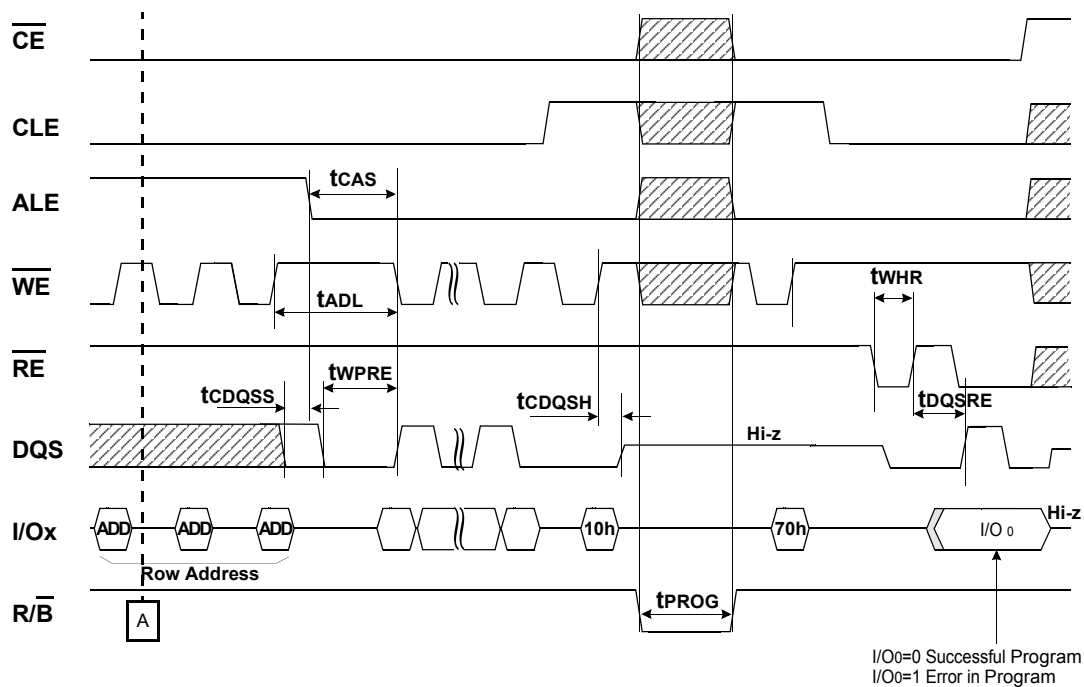 CE
CLE
ALE
tCAS
WE
tADL
tWHR
RE
tWPRE
tCDQSS
tCDQSH
tDQSRE
DQS
Hi-z
I/Ox
ADD ADD ADD 10h 70h I/O 0 Hi-z
Row Address
R/B
A
tPROG
I/O0=0 Successful Program
I/O0=1 Error in Program